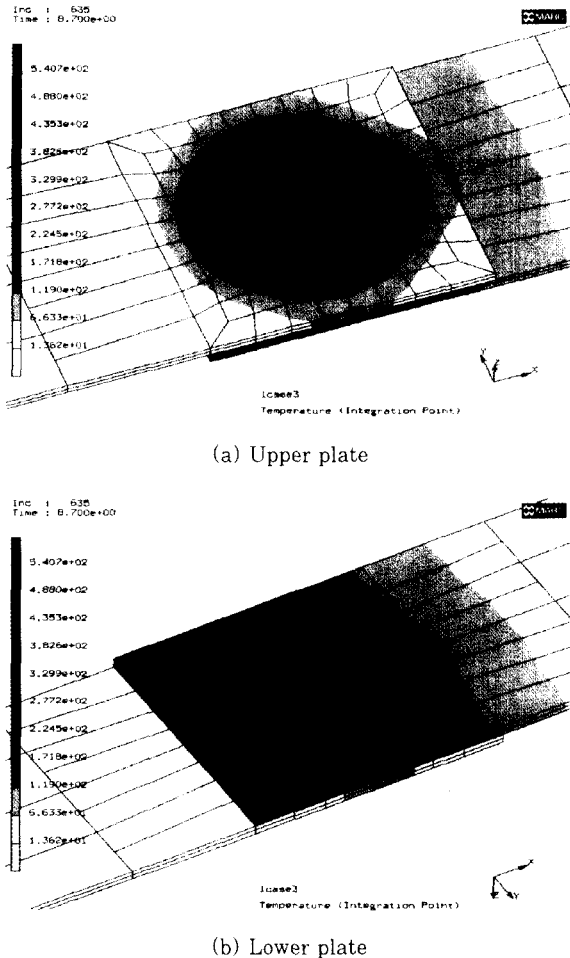 Inc : 635
Time : 8.700e+00
MARC
5.407e+02
4.880e+02
4.353e+02
3.826e+02
3.299e+02
2.772e+02
2.245e+02
1.718e+02
1.190e+02
6.633e+01
1.362e+01
Y
Z
X
lcase3
Temperature (Integration Point)
(a) Upper plate
Inc : 635
Time : 8.700e+00
MARC
5.407e+02
4.880e+02
4.353e+02
3.826e+02
3.299e+02
2.772e+02
2.245e+02
1.718e+02
1.190e+02
6.633e+01
1.362e+01
X
Z
Y
lcase3
Temperature (Integration Point)
(b) Lower plate